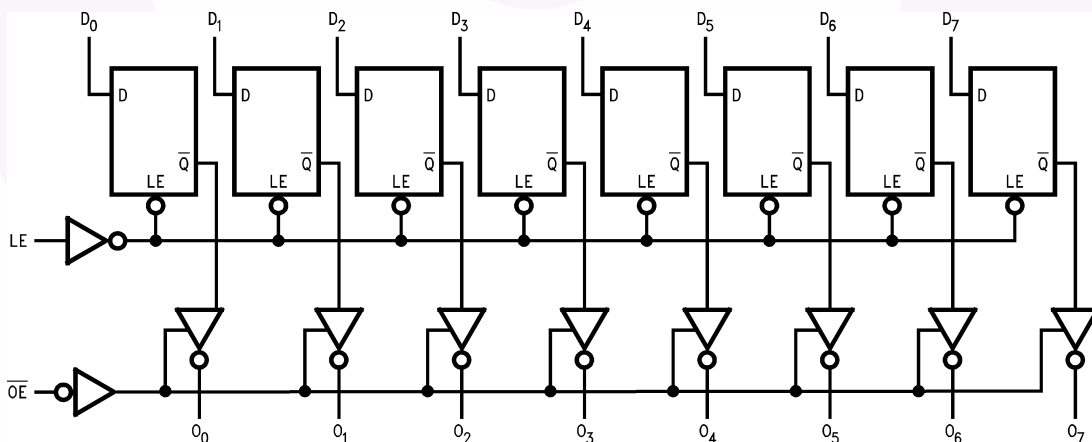 D0 D1 D2 D3 D4 D5 D6 D7
D D D D D D D D
Q̅ Q̅ Q̅ Q̅ Q̅ Q̅ Q̅ Q̅
LE LE LE LE LE LE LE LE
LE
O̅E̅
O0 O1 O2 O3 O4 O5 O6 O7